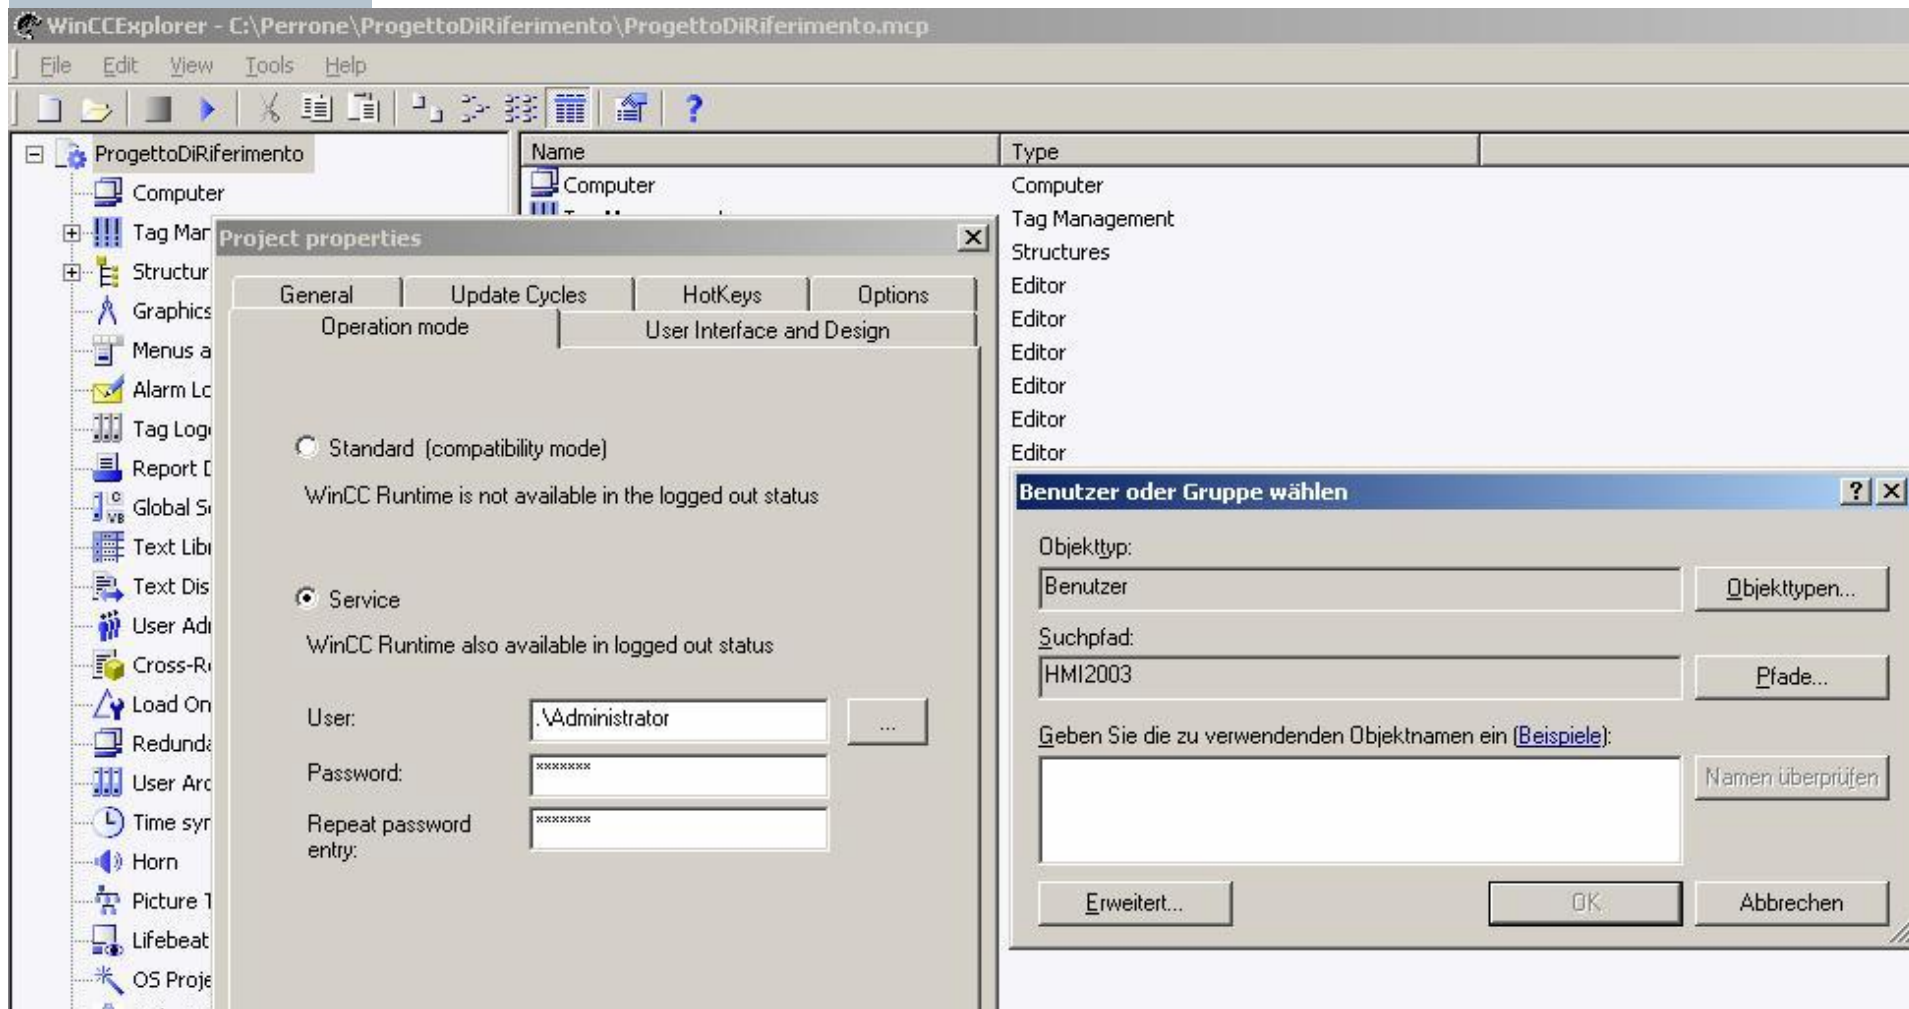 WinCCExplorer - C:\Perrone\ProgettoDiRiferimento\ProgettoDiRiferimento.mcp
File Edit View Tools Help
ProgettoDiRiferimento
Computer
Tag Mar
Structur
Graphics
Menus a
Alarm Lo
Tag Log
Report D
Global S
Text Libr
Text Dis
User Adr
Cross-R
Load On
Redunda
User Arc
Time syr
Horn
Picture T
Lifebeat
OS Proje
Name Type
Computer Computer
Tag Management
Structures
Editor
Editor
Editor
Editor
Editor
Editor
Project properties
General Update Cycles HotKeys Options
Operation mode User Interface and Design
Standard (compatibility mode)
WinCC Runtime is not available in the logged out status
Service
WinCC Runtime also available in logged out status
User: .\Administrator ...
Password: *******
Repeat password *******
entry:
Benutzer oder Gruppe wählen
Objekttyp:
Benutzer Objekttypen...
Suchpfad:
HMI2003 Pfade...
Geben Sie die zu verwendenden Objektnamen ein (Beispiele):
Namen überprüfen
Erweitert... OK Abbrechen